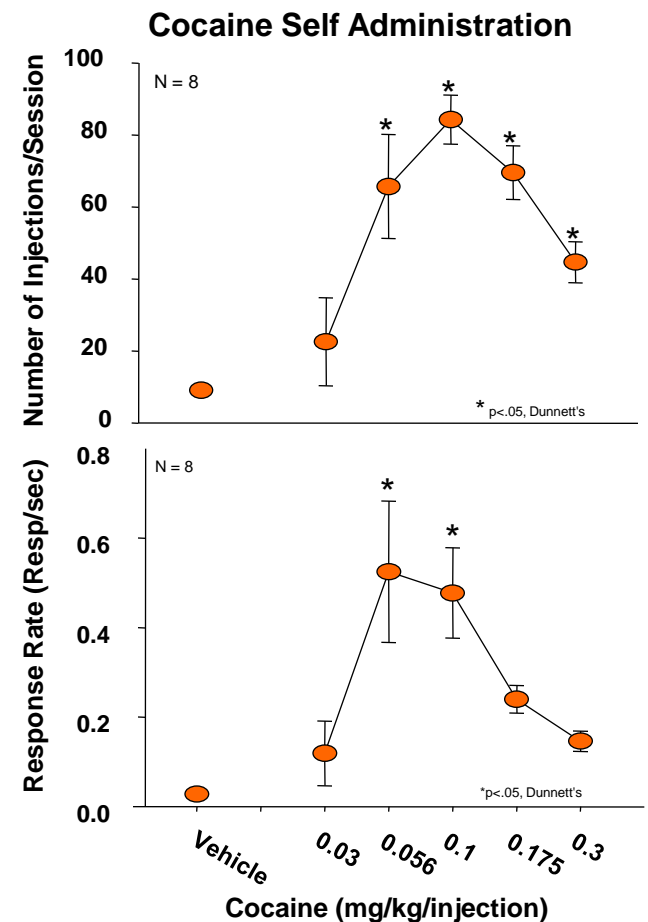 Cocaine Self Administration
Number of Injections/Session
100
80
60
40
20
0
N = 8
*
*
*
*
* p<.05, Dunnett's
Response Rate (Resp/sec)
0.8
0.6
0.4
0.2
0.0
N = 8
*
*
*p<.05, Dunnett's
Vehicle
0.03
0.056
0.1
0.175
0.3
Cocaine (mg/kg/injection)